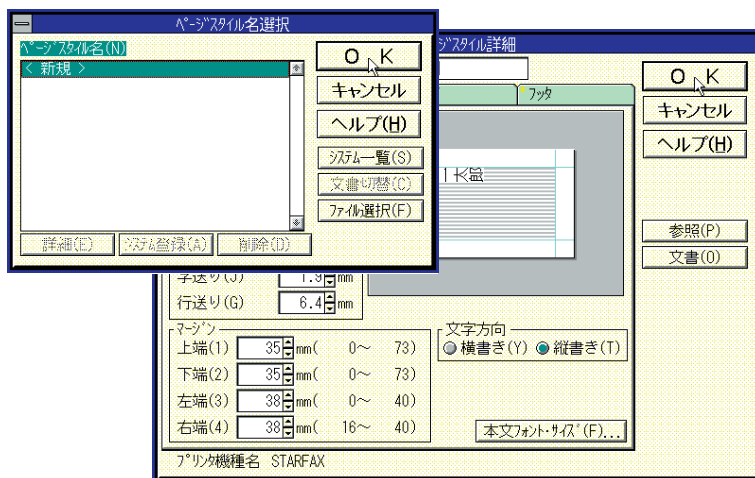 ﾍﾟｰｼﾞｽﾀｲﾙ名選択
ﾍﾟｰｼﾞｽﾀｲﾙ名(N)
< 新規 >
ＯＫ
キャンセル
ヘルプ(H)
ｼｽﾃﾑ一覧(S)
文書切替(C)
ﾌｧｲﾙ選択(F)
詳細(E)
ｼｽﾃﾑ登録(A)
削除(D)
ｼﾞｽﾀｲﾙ詳細
ﾌｯﾀ
ＯＫ
キャンセル
ヘルプ(H)
参照(P)
文書(O)
字送り(J) 1.9 mm
行送り(G) 6.4 mm
ﾏｰｼﾞﾝ
上端(1) 35 mm( 0～ 73)
下端(2) 35 mm( 0～ 73)
左端(3) 38 mm( 0～ 40)
右端(4) 38 mm( 16～ 40)
文字方向
横書き(Y) 縦書き(T)
本文ﾌｫﾝﾄ･ｻｲｽﾞ(F)...
ﾌﾟﾘﾝﾀ機種名 STARFAX